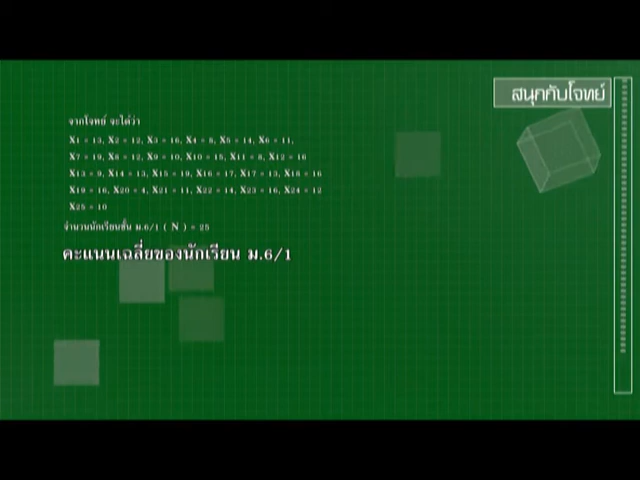 สนุกกับโจทย์
จากโจทย์ จะได้ว่า
X1 = 13, X2 = 12, X3 = 16, X4 = 8, X5 = 14, X6 = 11,
X7 = 19, X8 = 12, X9 = 10, X10 = 15, X11 = 8, X12 = 16
X13 = 9, X14 = 13, X15 = 19, X16 = 17, X17 = 13, X18 = 16
X19 = 16, X20 = 4, X21 = 11, X22 = 14, X23 = 16, X24 = 12
X25 = 10
จำนวนนักเรียนชั้น ม.6/1 ( N ) = 25
คะแนนเฉลี่ยของนักเรียน ม.6/1